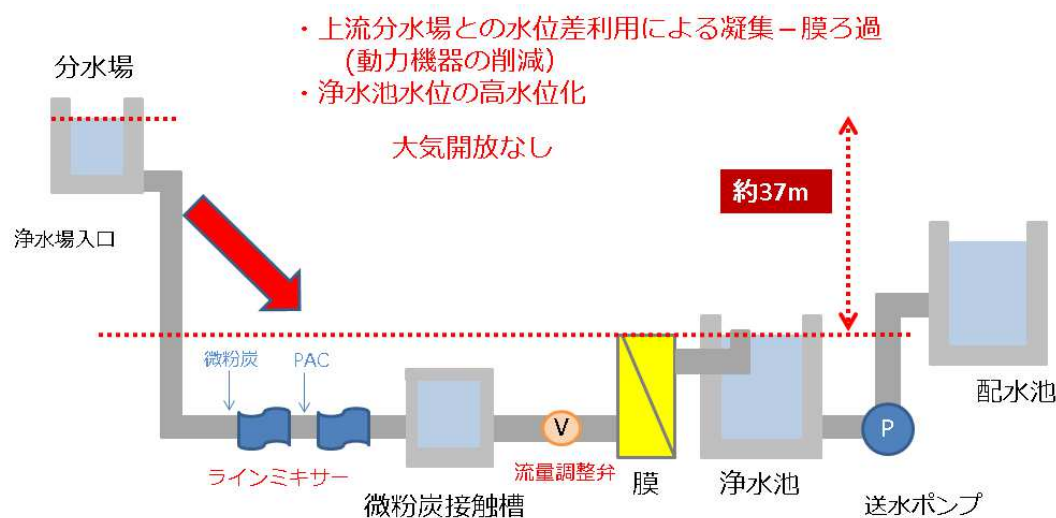 ・上流分水場との水位差利用による凝集－膜ろ過
(動力機器の削減)
・浄水池水位の高水位化
大気開放なし
分水場
約37m
浄水場入口
微粉炭
PAC
V
P
配水池
ラインミキサー
流量調整弁
膜
浄水池
微粉炭接触槽
送水ポンプ